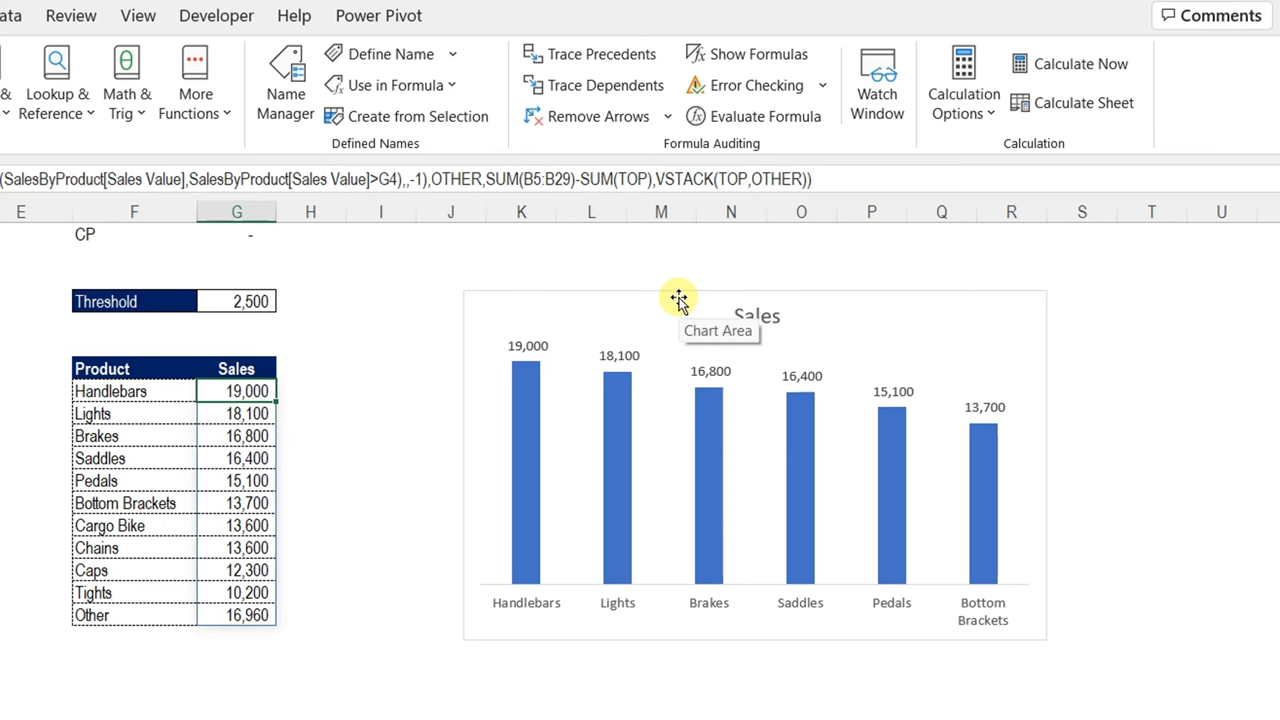 ata Review View Developer Help Power Pivot Comments
& Lookup & Reference Math & Trig More Functions
Name Manager
Define Name
Use in Formula
Create from Selection
Defined Names
Trace Precedents
Trace Dependents
Remove Arrows
Show Formulas
Error Checking
Evaluate Formula
Formula Auditing
Watch Window
Calculation Options
Calculate Now
Calculate Sheet
Calculation
(SalesByProduct[Sales Value],SalesByProduct[Sales Value]>G4),,-1),OTHER,SUM(B5:B29)-SUM(TOP),VSTACK(TOP,OTHER))
E F G H I J K L M N O P Q R S T U
CP -
Threshold 2,500
Product Sales
Handlebars 19,000
Lights 18,100
Brakes 16,800
Saddles 16,400
Pedals 15,100
Bottom Brackets 13,700
Cargo Bike 13,600
Chains 13,600
Caps 12,300
Tights 10,200
Other 16,960
Sales
Chart Area
19,000 18,100 16,800 16,400 15,100 13,700
Handlebars Lights Brakes Saddles Pedals Bottom
Brackets